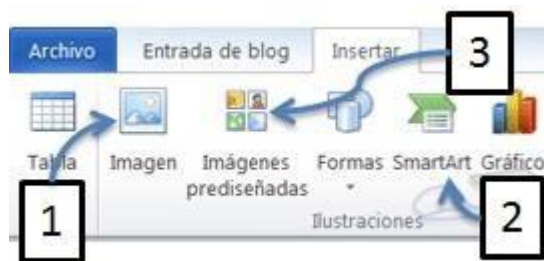 Archivo Entrada de blog Insertar
3
Tabla Imagen Imágenes prediseñadas Formas SmartArt Gráfico
1
2
Ilustraciones